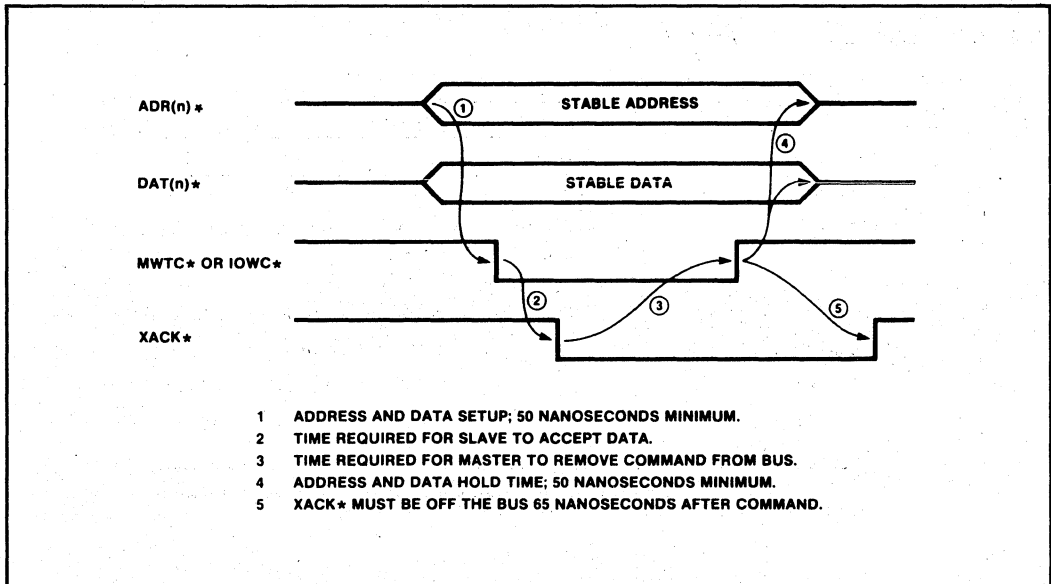 ADR(n)*
① STABLE ADDRESS
④
DAT(n)*
STABLE DATA
MWTC* OR IOWC*
②
③
⑤
XACK*
1 ADDRESS AND DATA SETUP; 50 NANOSECONDS MINIMUM.
2 TIME REQUIRED FOR SLAVE TO ACCEPT DATA.
3 TIME REQUIRED FOR MASTER TO REMOVE COMMAND FROM BUS.
4 ADDRESS AND DATA HOLD TIME; 50 NANOSECONDS MINIMUM.
5 XACK* MUST BE OFF THE BUS 65 NANOSECONDS AFTER COMMAND.